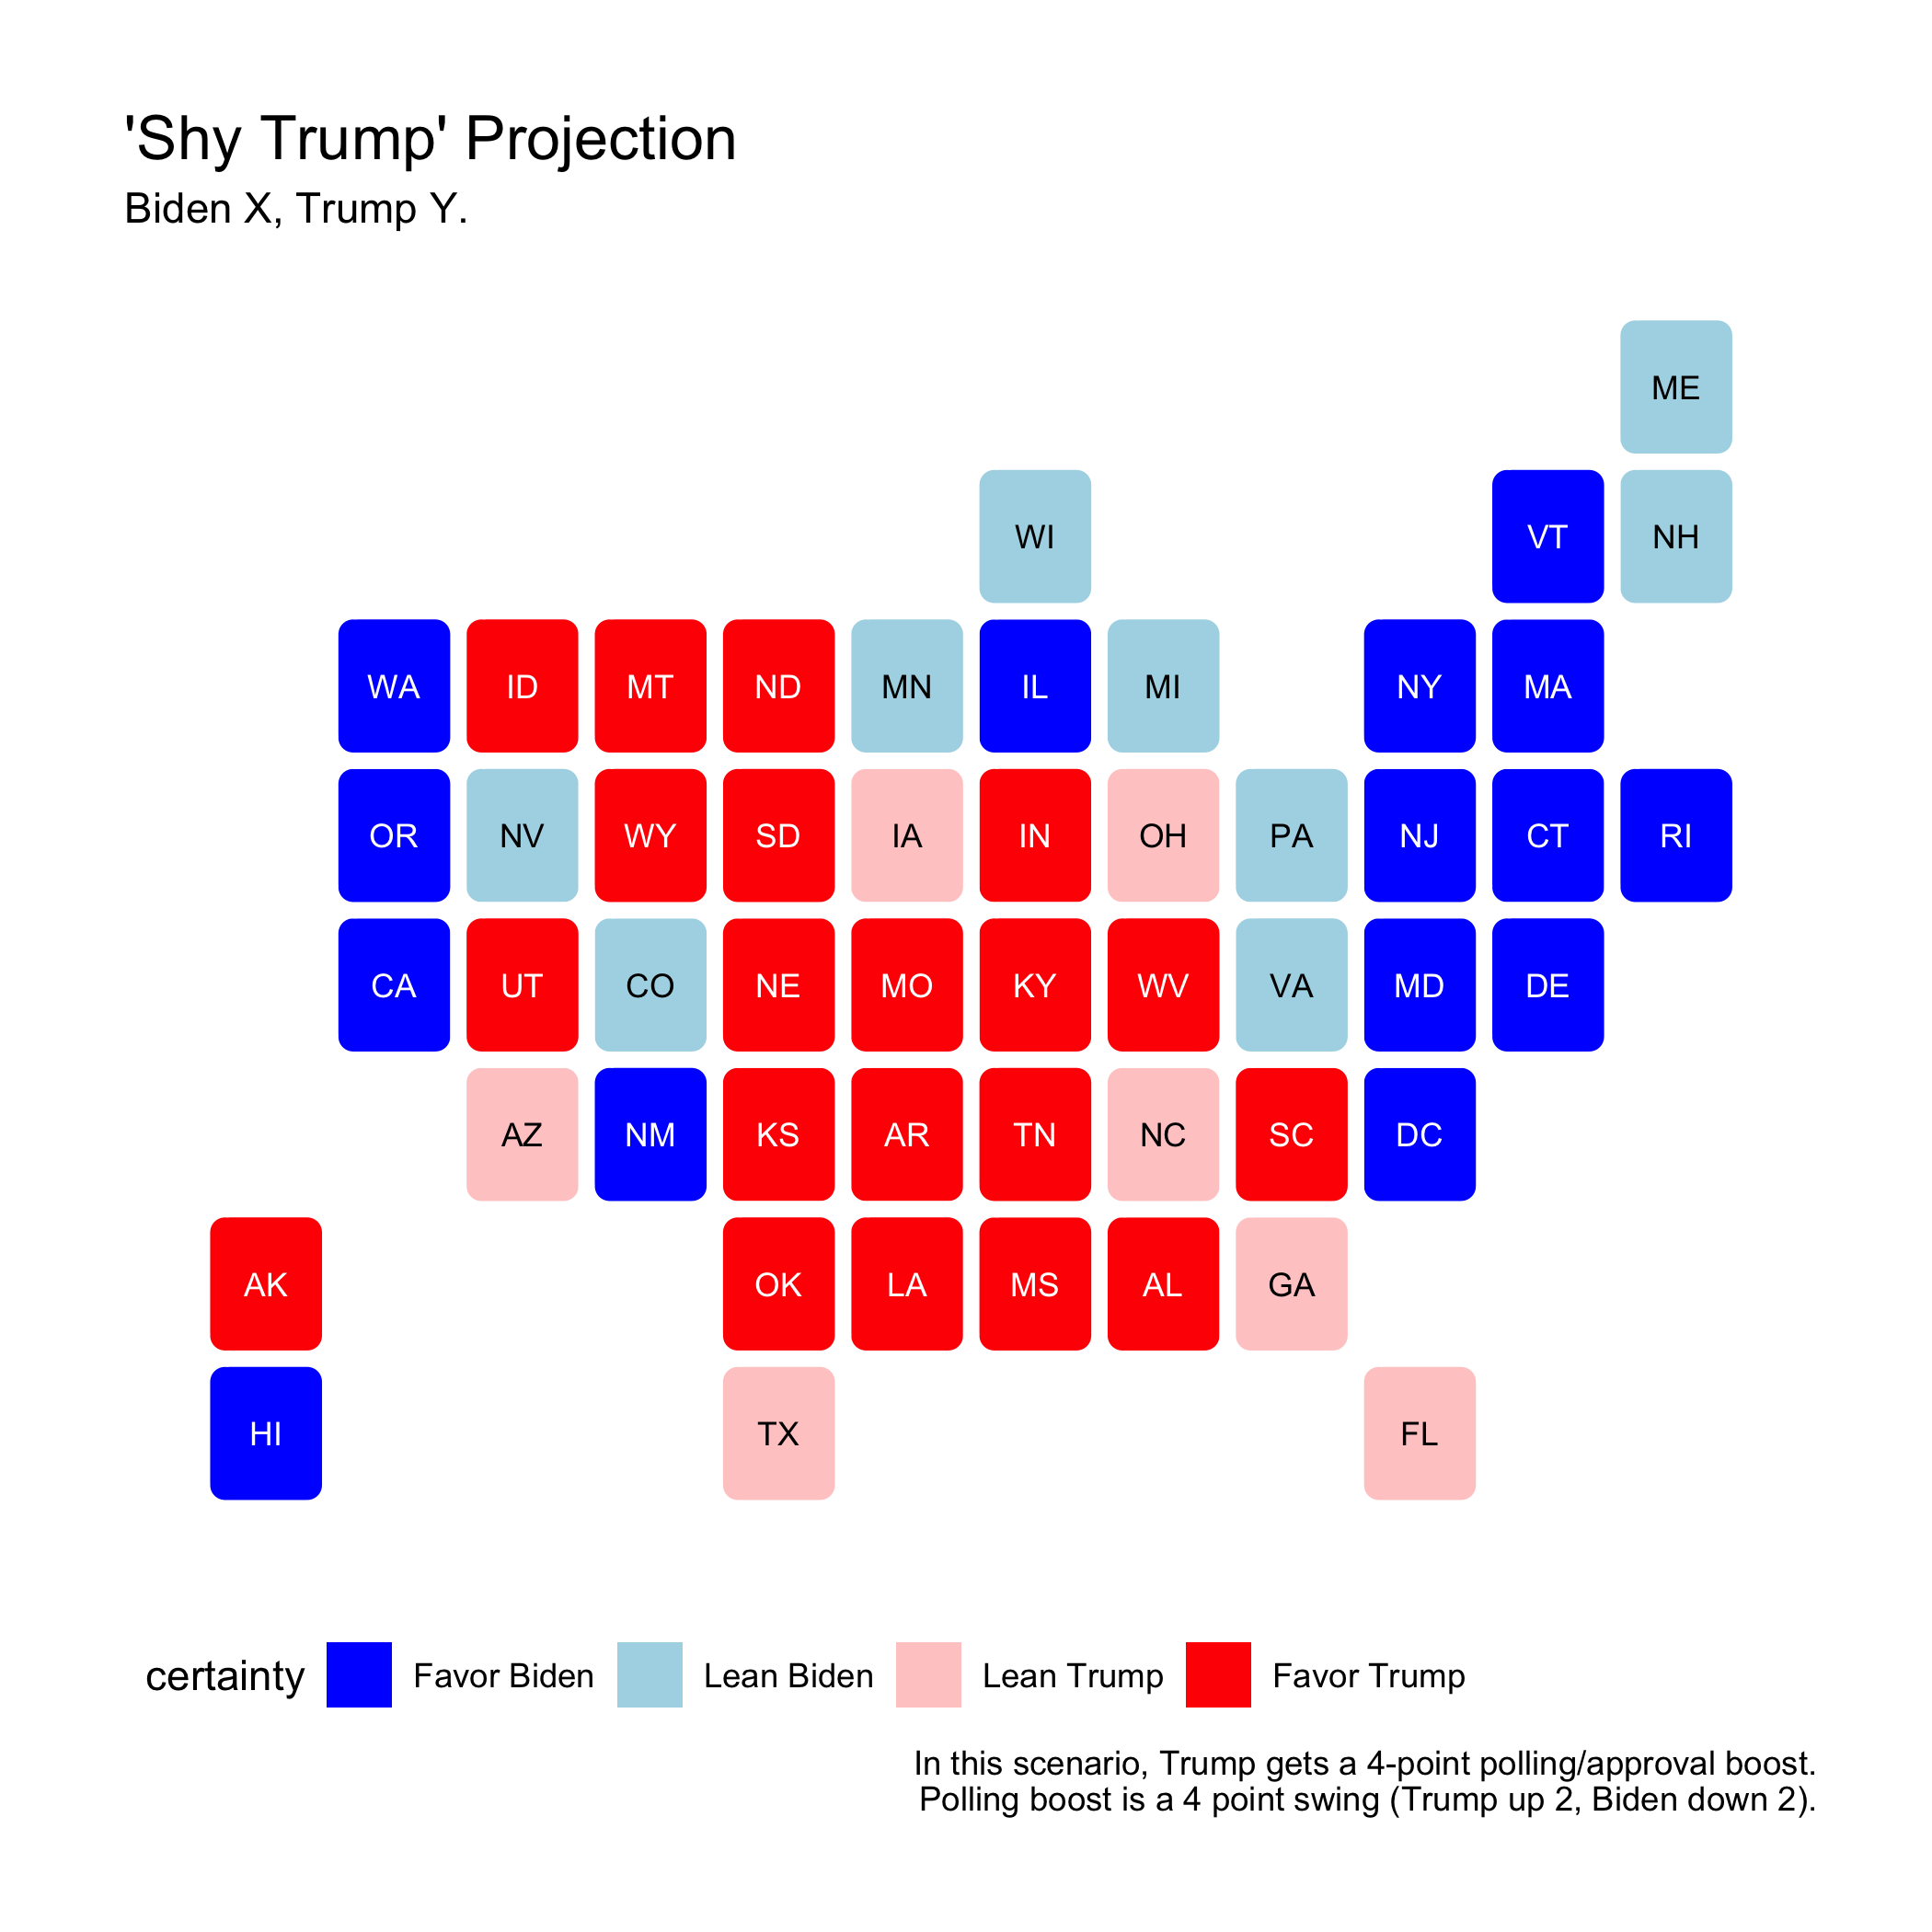 'Shy Trump' Projection
Biden X, Trump Y.
ME
WI VT NH
WA ID MT ND MN IL MI NY MA
OR NV WY SD IA IN OH PA NJ CT RI
CA UT CO NE MO KY WV VA MD DE
AZ NM KS AR TN NC SC DC
AK OK LA MS AL GA
HI TX FL
certainty Favor Biden Lean Biden Lean Trump Favor Trump
In this scenario, Trump gets a 4-point polling/approval boost.
Polling boost is a 4 point swing (Trump up 2, Biden down 2).